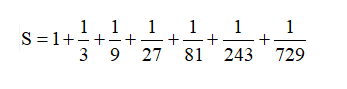 S = 1 + 1/3 + 1/9 + 1/27 + 1/81 + 1/243 + 1/729